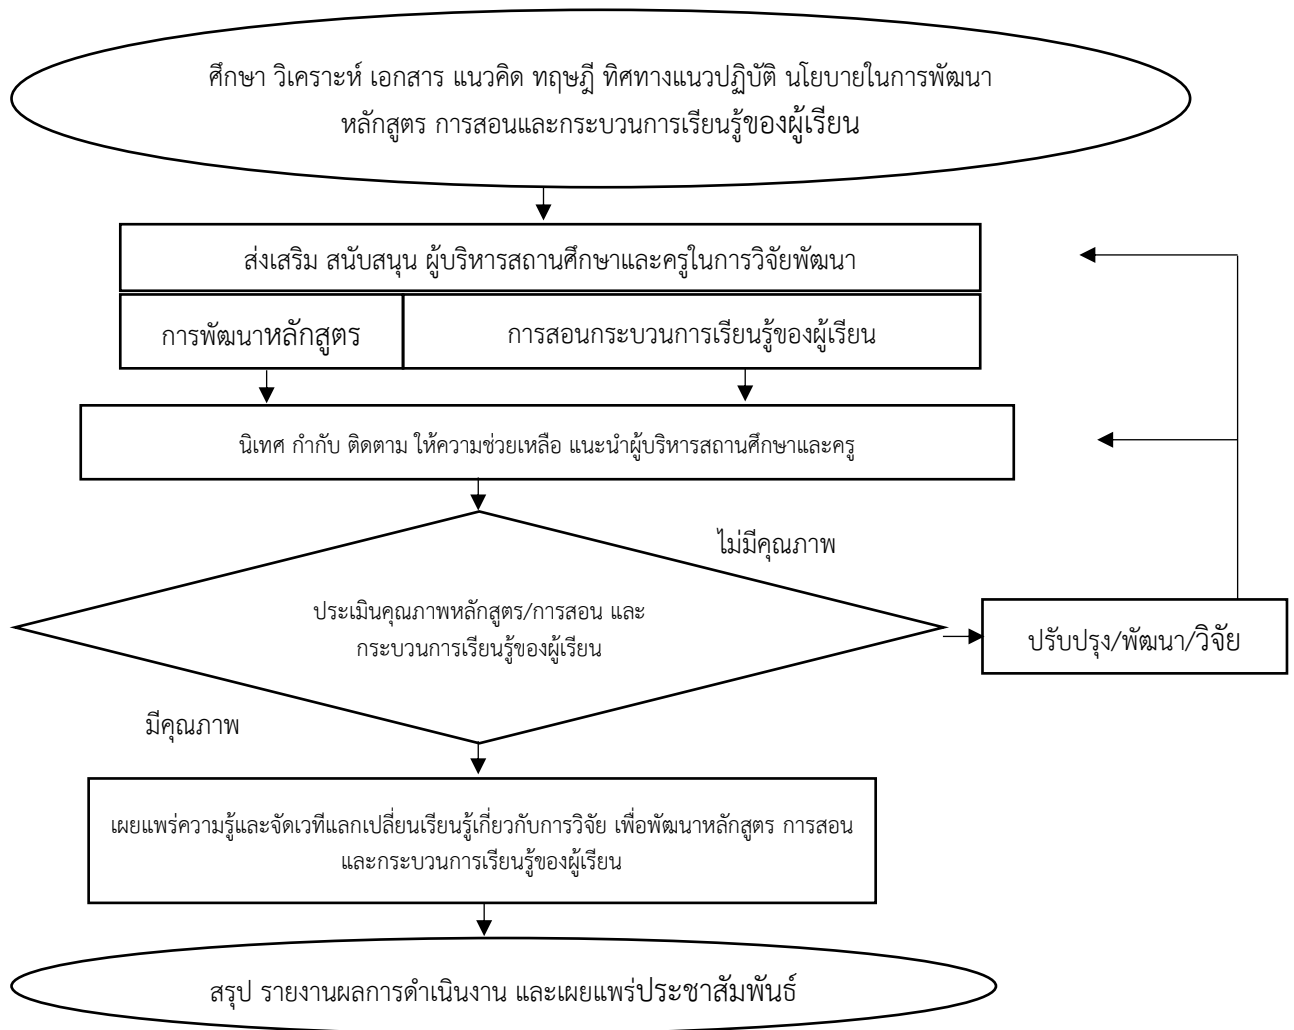 ศึกษา วิเคราะห์ เอกสาร แนวคิด ทฤษฎี ทิศทางแนวปฏิบัติ นโยบายในการพัฒนา
หลักสูตร การสอนและกระบวนการเรียนรู้ของผู้เรียน
ส่งเสริม สนับสนุน ผู้บริหารสถานศึกษาและครูในการวิจัยพัฒนา
การพัฒนาหลักสูตร
การสอนกระบวนการเรียนรู้ของผู้เรียน
นิเทศ กำกับ ติดตาม ให้ความช่วยเหลือ แนะนำผู้บริหารสถานศึกษาและครู
ไม่มีคุณภาพ
ประเมินคุณภาพหลักสูตร/การสอน และ
กระบวนการเรียนรู้ของผู้เรียน
ปรับปรุง/พัฒนา/วิจัย
มีคุณภาพ
เผยแพร่ความรู้และจัดเวทีแลกเปลี่ยนเรียนรู้เกี่ยวกับการวิจัย เพื่อพัฒนาหลักสูตร การสอน
และกระบวนการเรียนรู้ของผู้เรียน
สรุป รายงานผลการดำเนินงาน และเผยแพร่ประชาสัมพันธ์